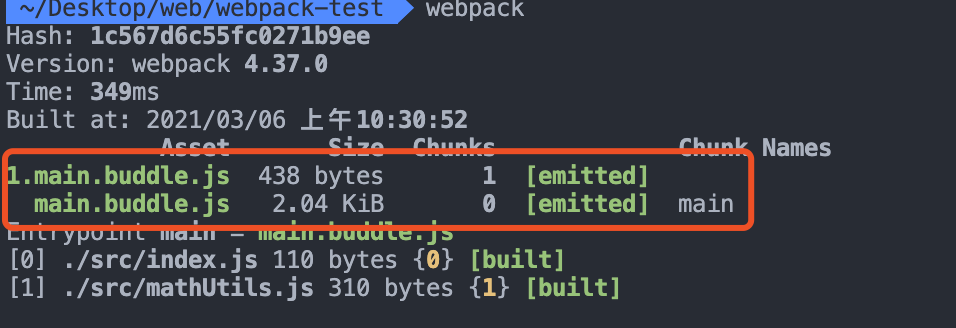 ~/Desktop/web/webpack-test webpack
Hash: 1c567d6c55fc0271b9ee
Version: webpack 4.37.0
Time: 349ms
Built at: 2021/03/06 上午10:30:52
Asset Size Chunks Chunk Names
1.main.buddle.js 438 bytes 1 [emitted]
main.buddle.js 2.04 KiB 0 [emitted] main
Entrypoint main = main.buddle.js
[0] ./src/index.js 110 bytes {0} [built]
[1] ./src/mathUtils.js 310 bytes {1} [built]